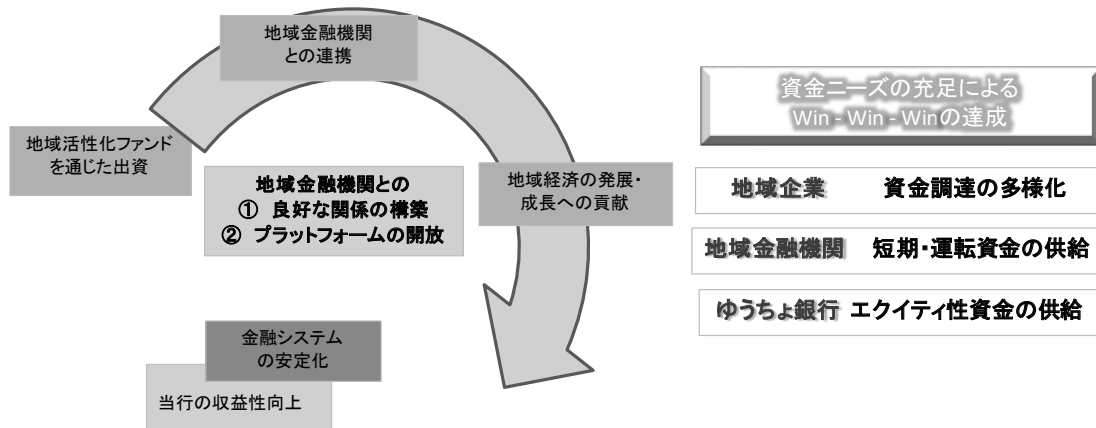 地域金融機関
との連携
地域活性化ファンド
を通じた出資
地域金融機関との
① 良好な関係の構築
② プラットフォームの開放
地域経済の発展・
成長への貢献
金融システム
の安定化
当行の収益性向上
資金ニーズの充足による
Win - Win - Winの達成
地域企業 資金調達の多様化
地域金融機関 短期・運転資金の供給
ゆうちょ銀行 エクイティ性資金の供給